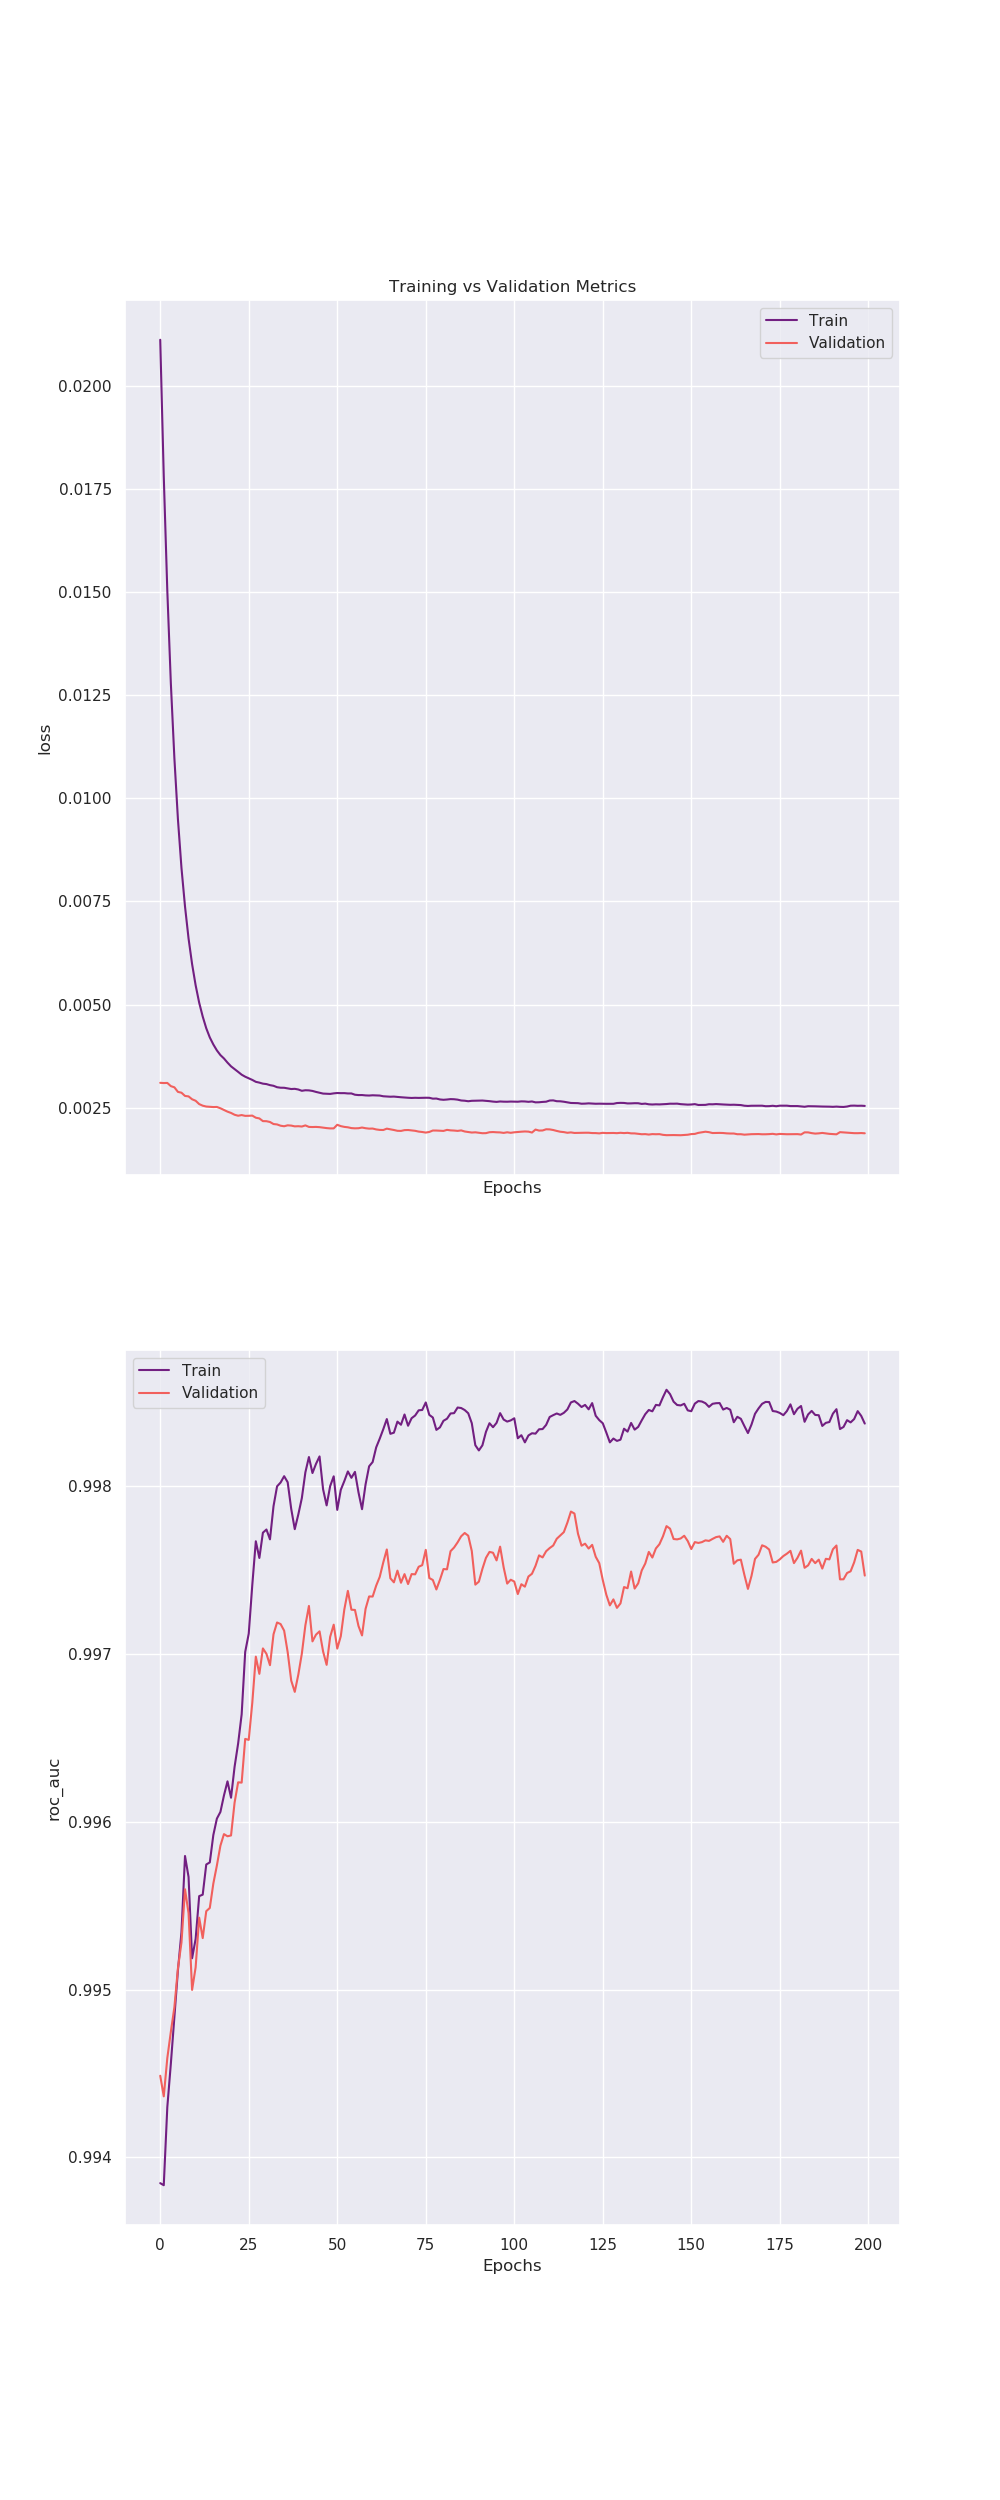 Training vs Validation Metrics
Train
Validation
0.0200
0.0175
0.0150
0.0125
0.0100
0.0075
0.0050
0.0025
loss
Epochs
Train
Validation
0.998
0.997
0.996
0.995
0.994
roc_auc
0 25 50 75 100 125 150 175 200
Epochs